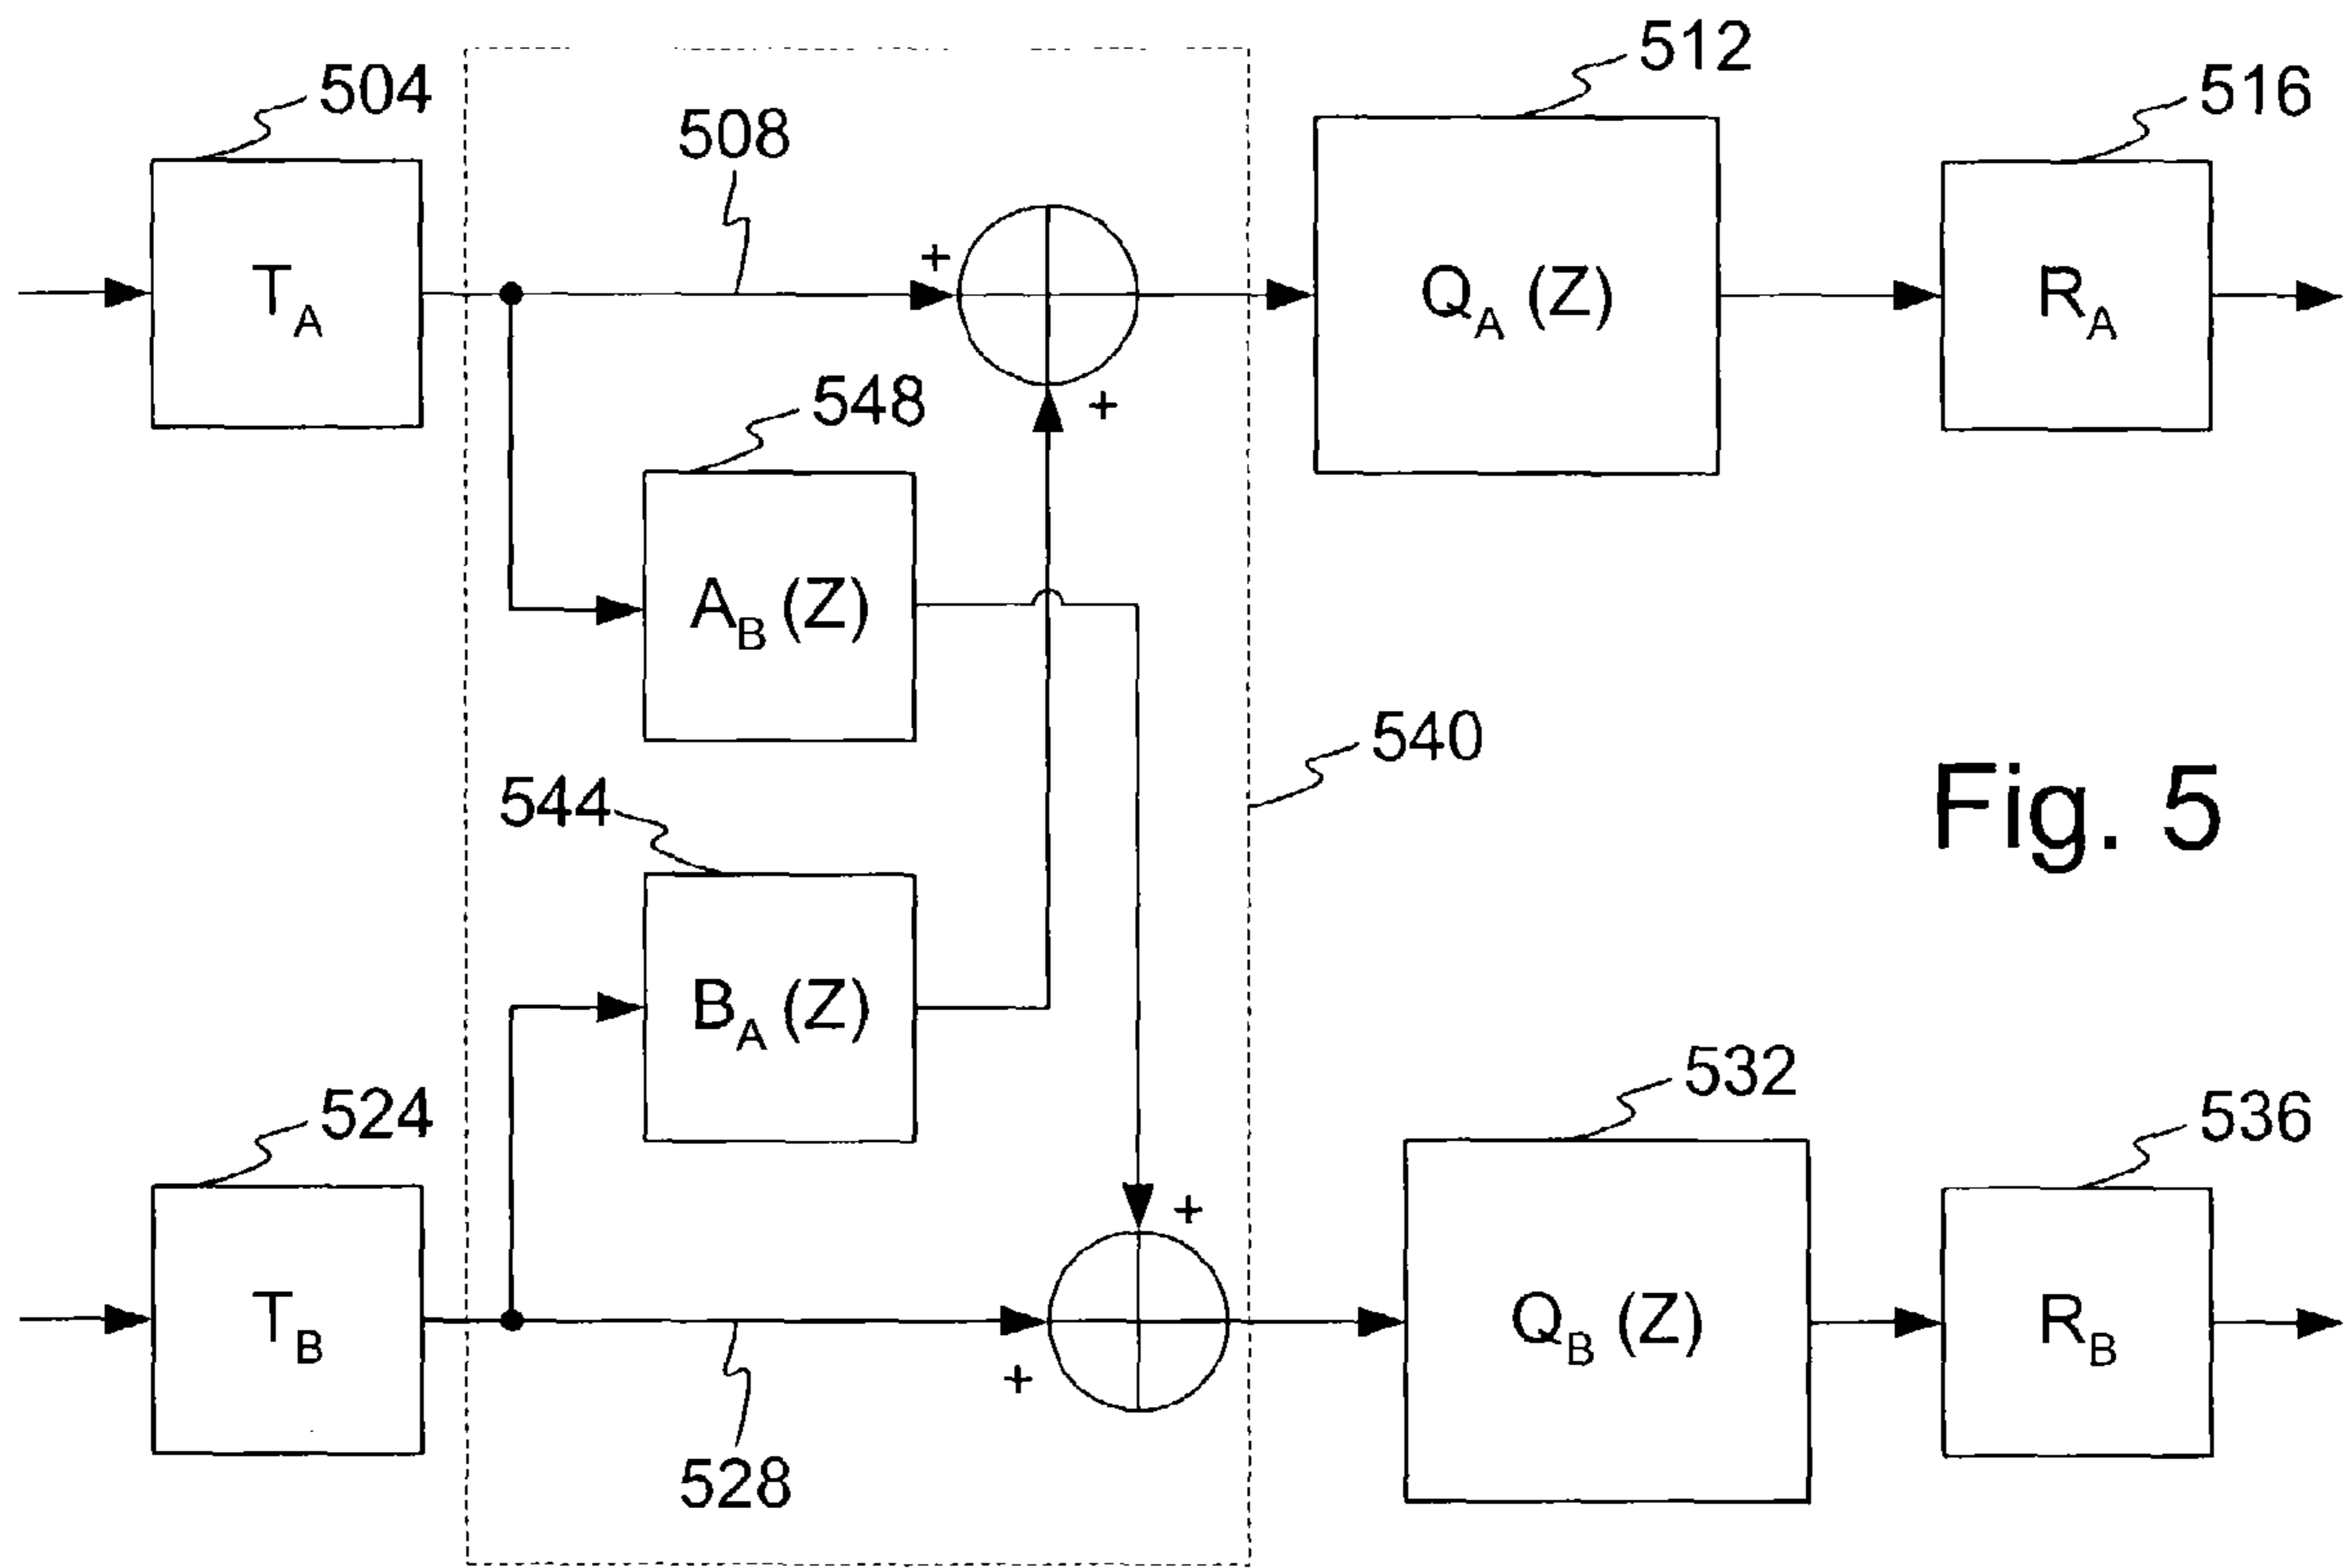 512
504
516
508
+
T_A
Q_A (Z)
R_A
+
548
A_B (Z)
540
544
Fig. 5
B_A (Z)
532
524
536
+
T_B
Q_B (Z)
R_B
+
528